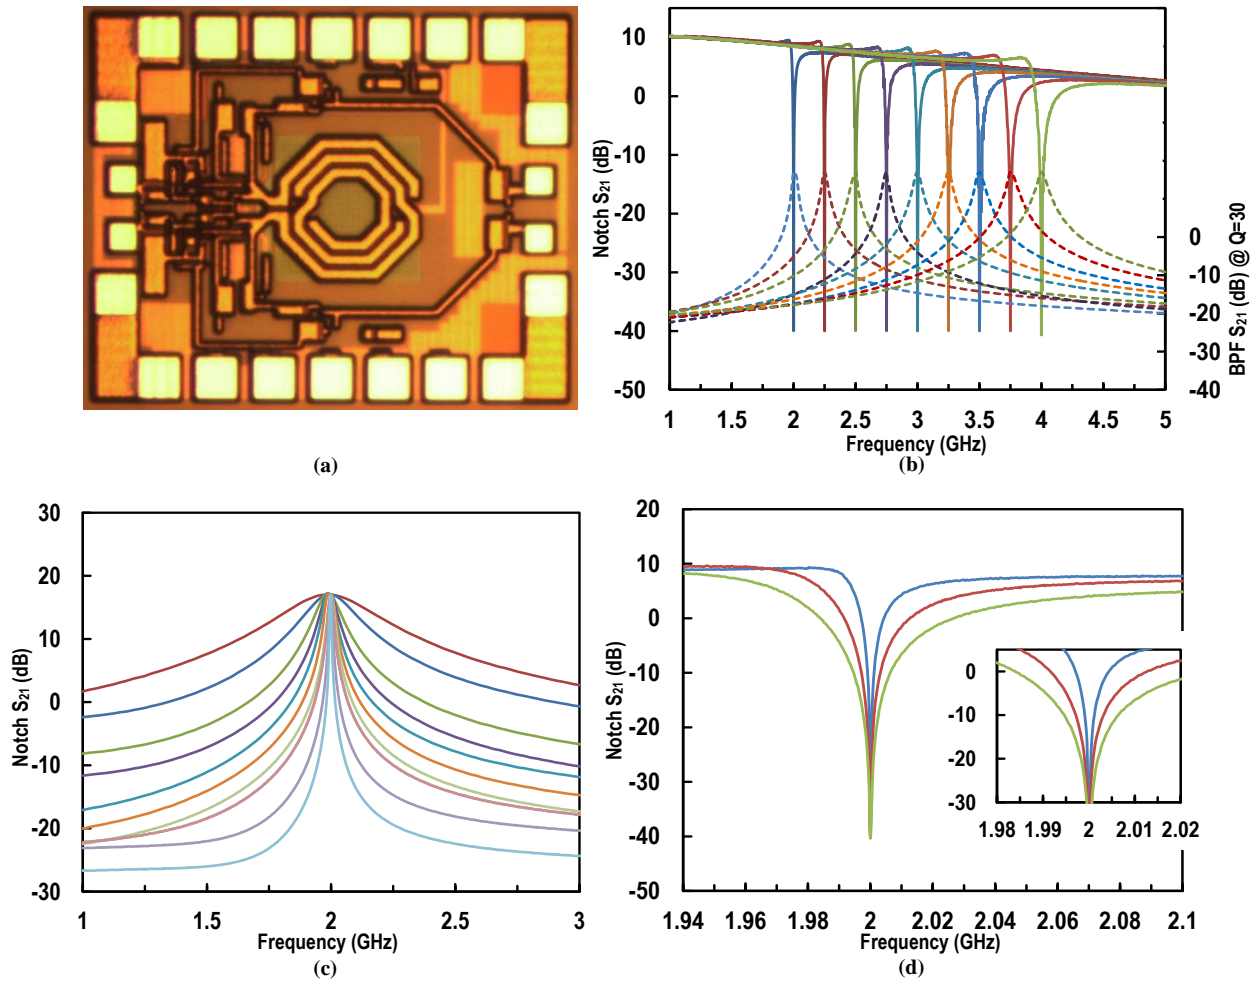 10
0
-10
-20
-30
-40
-50
Notch S21 (dB)
0
-10
-20
-30
-40
BPF S21 (dB) @ Q=30
1 1.5 2 2.5 3 3.5 4 4.5 5
Frequency (GHz)
(a)
(b)
30
20
10
0
-10
-20
-30
Notch S21 (dB)
1 1.5 2 2.5 3
Frequency (GHz)
(c)
20
10
0
-10
-20
-30
-40
-50
Notch S21 (dB)
0
-10
-20
-30
1.98 1.99 2 2.01 2.02
1.94 1.96 1.98 2 2.02 2.04 2.06 2.08 2.1
Frequency (GHz)
(d)